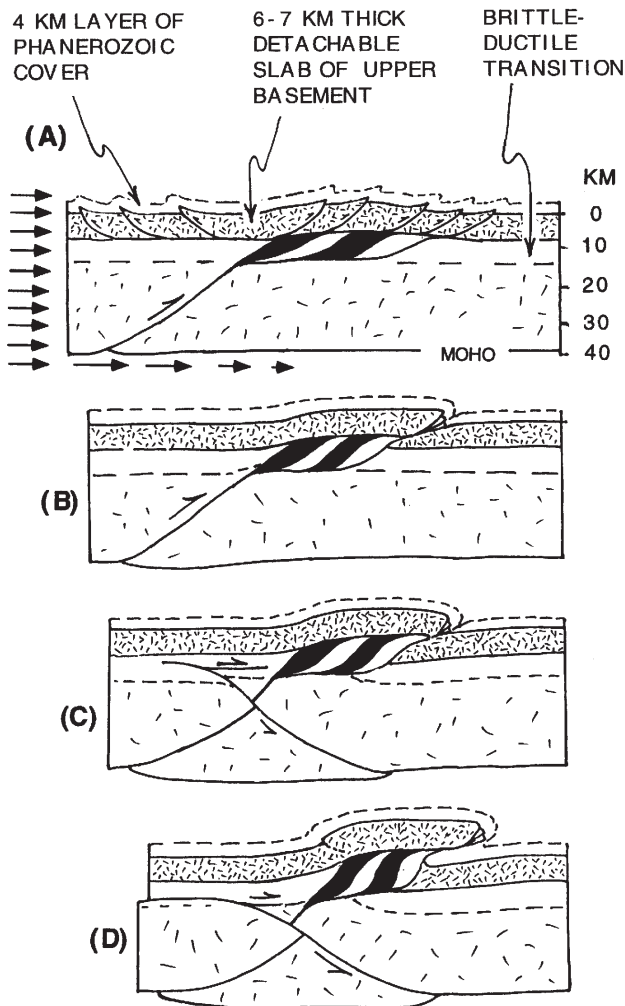 4 KM LAYER OF
PHANEROZOIC
COVER
6-7 KM THICK
DETACHABLE
SLAB OF UPPER
BASEMENT
BRITTLE-
DUCTILE
TRANSITION
(A)
KM
0
10
20
30
40
MOHO
(B)
(C)
(D)